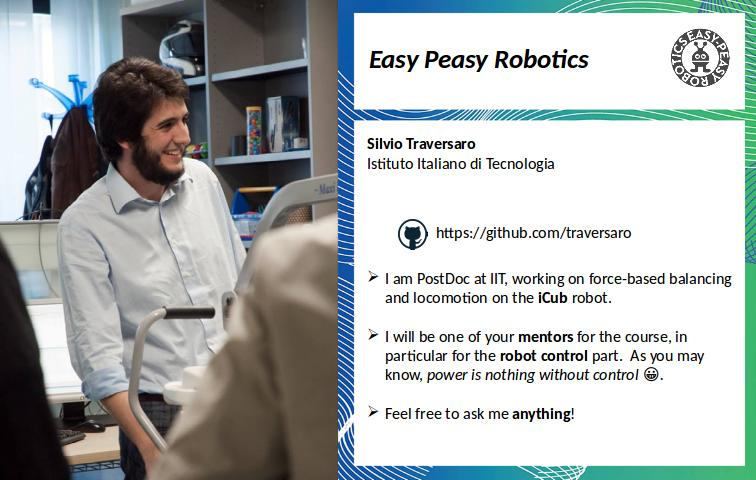 Easy Peasy Robotics
EASY-PEASY ROBOTICS
Silvio Traversaro
Istituto Italiano di Tecnologia
https://github.com/traversaro
➢ I am PostDoc at IIT, working on force-based balancing
and locomotion on the iCub robot.
➢ I will be one of your mentors for the course, in
particular for the robot control part. As you may
know, power is nothing without control 😀.
➢ Feel free to ask me anything!